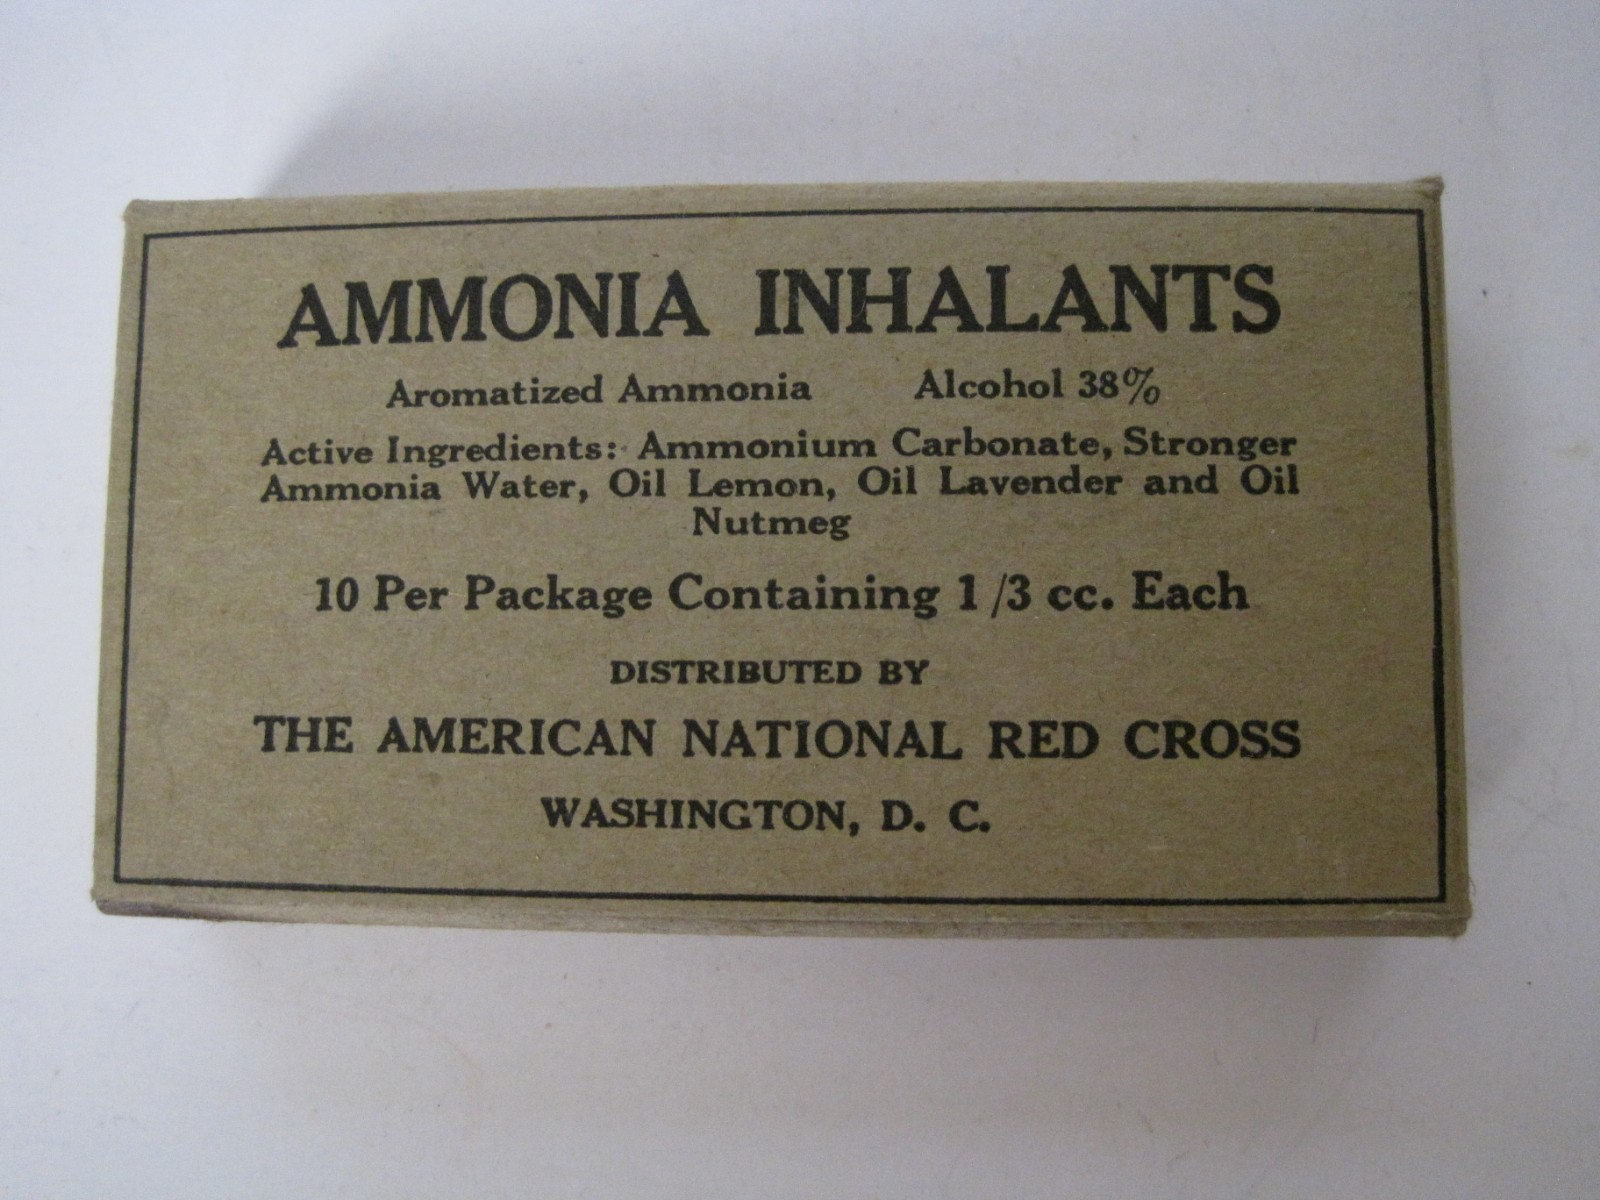 AMMONIA INHALANTS
Aromatized Ammonia Alcohol 38%
Active Ingredients: Ammonium Carbonate, Stronger
Ammonia Water, Oil Lemon, Oil Lavender and Oil
Nutmeg
10 Per Package Containing 1/3 cc. Each
DISTRIBUTED BY
THE AMERICAN NATIONAL RED CROSS
WASHINGTON, D. C.